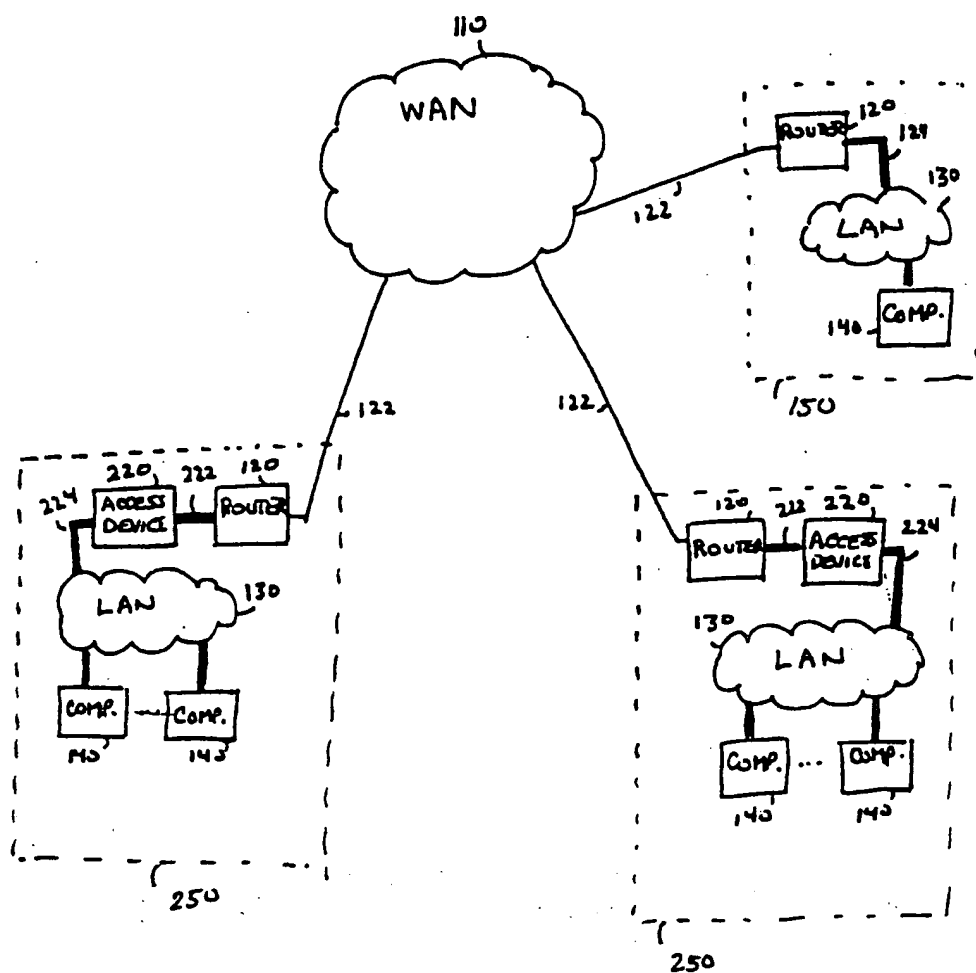 110
WAN
120
ROUTER
124
122
130
LAN
140
COMP.
150
122
122
220
222
120
224
ACCESS
DEVICE
ROUTER
LAN
130
COMP.
COMP.
140
140
250
120
222
220
224
ROUTER
ACCESS
DEVICE
130
LAN
COMP.
...
COMP.
140
140
250